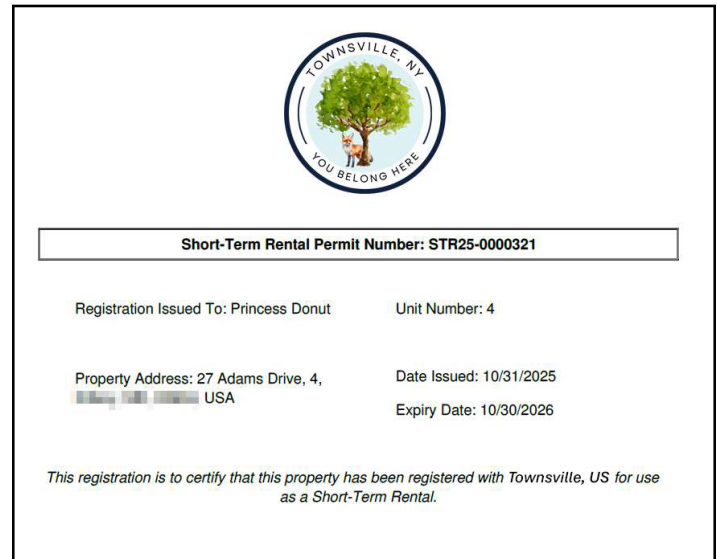 TOWNSVILLE, NY
YOU BELONG HERE
Short-Term Rental Permit Number: STR25-0000321
Registration Issued To: Princess Donut
Unit Number: 4
Property Address: 27 Adams Drive, 4,
USA
Date Issued: 10/31/2025
Expiry Date: 10/30/2026
This registration is to certify that this property has been registered with Townsville, US for use
as a Short-Term Rental.